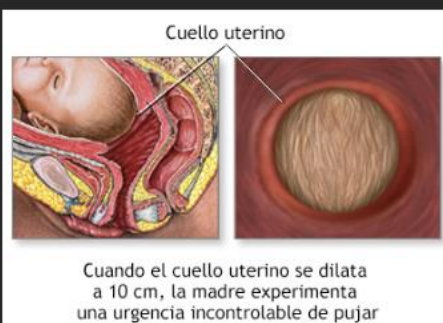 Cuello uterino
Cuando el cuello uterino se dilata
a 10 cm, la madre experimenta
una urgencia incontrolable de pujar